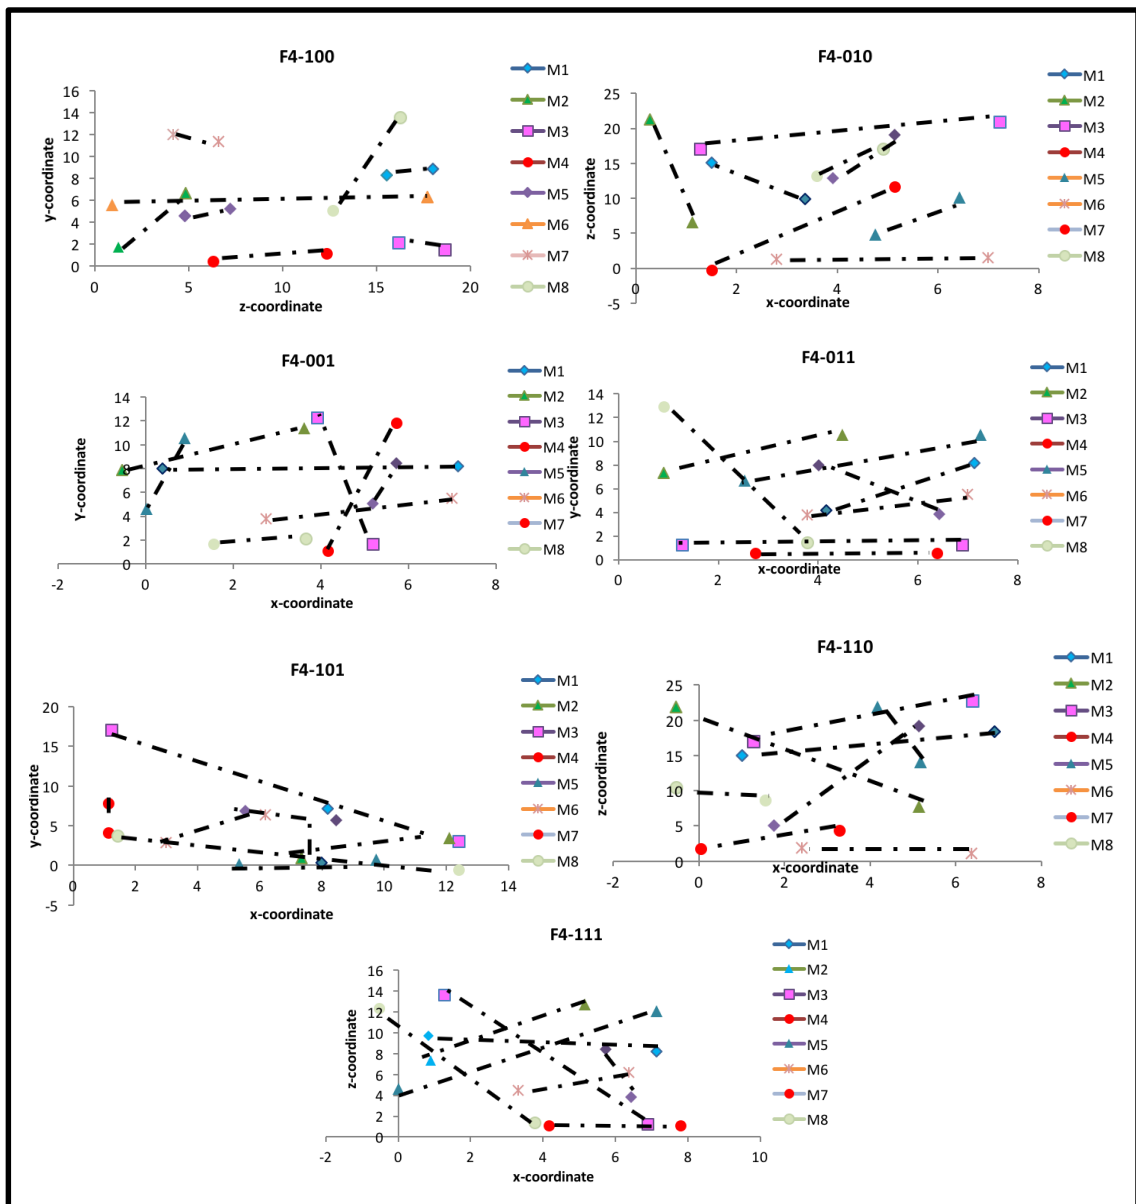 F4-100
16
14
12
10
8
6
4
2
0
0 5 10 15 20
y-coordinate
z-coordinate
M1
M2
M3
M4
M5
M6
M7
M8
F4-010
25
20
15
10
5
0
-5
0 2 4 6 8
z-coordinate
x-coordinate
M1
M2
M3
M4
M5
M6
M7
M8
F4-001
14
12
10
8
6
4
2
0
-2 0 2 4 6 8
Y-coordinate
x-coordinate
M1
M2
M3
M4
M5
M6
M7
M8
F4-011
14
12
10
8
6
4
2
0
0 2 4 6 8
y-coordinate
x-coordinate
M1
M2
M3
M4
M5
M6
M7
M8
F4-101
20
15
10
5
0
-5
0 2 4 6 8 10 12 14
y-coordinate
x-coordinate
M1
M2
M3
M4
M5
M6
M7
M8
F4-110
25
20
15
10
5
0
-2 0 2 4 6 8
z-coordinate
x-coordinate
M1
M2
M3
M4
M5
M6
M7
M8
F4-111
16
14
12
10
8
6
4
2
0
-2 0 2 4 6 8 10
z-coordinate
x-coordinate
M1
M2
M3
M4
M5
M6
M7
M8